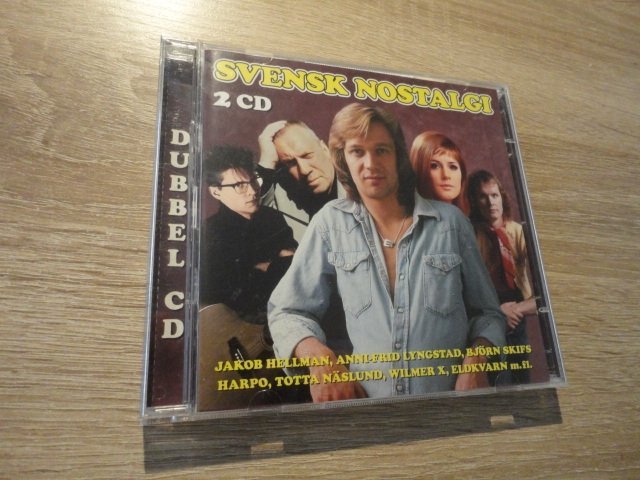 SVENSK NOSTALGI
2 CD
DUBBEL CD
JAKOB HELLMAN, ANNI-FRID LYNGSTAD, BJÖRN SKIFS
HARPO, TOTTA NÄSLUND, WILMER X, ELDKVARN m.fl.